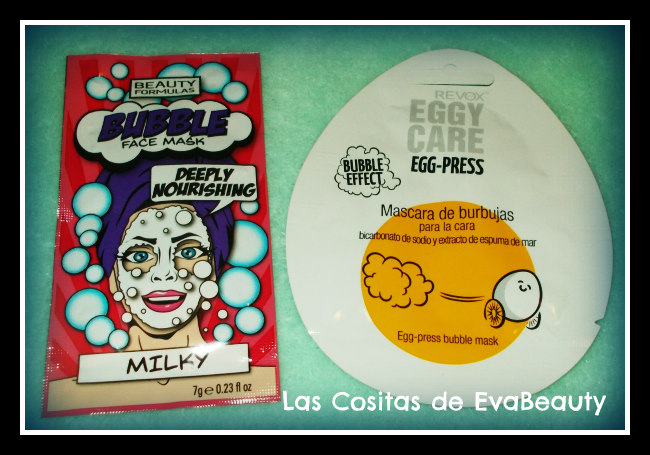 BEAUTY
FORMULAS
BUBBLE
FACE MASK
DEEPLY
NOURISHING
MILKY
7g e 0.23 fl oz
REVOX
EGGY
CARE
EGG-PRESS
BUBBLE
EFFECT
Mascara de burbujas
para la cara
bicarbonato de sodio y extracto de espuma de mar
Egg-press bubble mask
Las Cositas de EvaBeauty